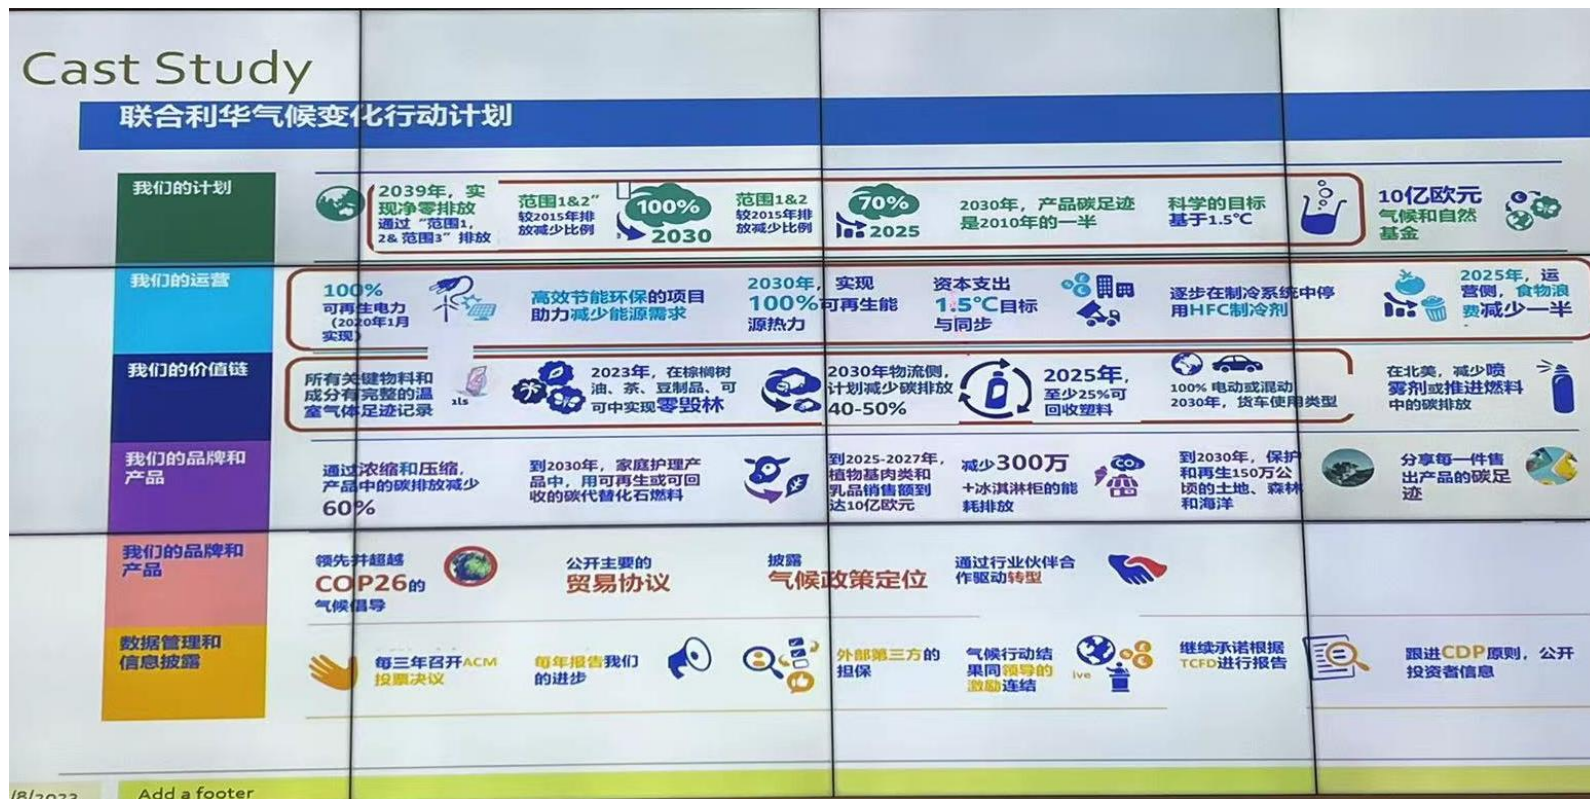 Cast Study
联合利华气候变化行动计划
我们的计划
2039年，实
现净零排放
通过“范围1，
2& 范围3”排放
范围1&2”
较2015年排
放减少比例
100%
2030
范围1&2
较2015年排
放减少比例
70%
2025
2030年，产品碳足迹
是2010年的一半
科学的目标
基于1.5℃
10亿欧元
气候和自然
基金
我们的运营
100%
可再生电力
(2020年1月
实现)
高效节能环保的项目
助力减少能源需求
2030年，实现
100%可再生能
源热力
资本支出
1.5℃目标
与同步
逐步在制冷系统中停
用HFC制冷剂
2025年，运
营侧，食物浪
费减少一半
我们的价值链
所有关键物料和
成分有完整的温
室气体足迹记录
1ls
2023年，在棕榈树
油、茶、豆制品、可
可中实现零毁林
2030年物流侧，
计划减少碳排放
40-50%
2025年，
至少25%可
回收塑料
100% 电动或混动
2030年，货车使用类型
在北美，减少喷
雾剂或推进燃料
中的碳排放
我们的品牌和
产品
通过浓缩和压缩，
产品中的碳排放减少
60%
到2030年，家庭护理产
品中，用可再生或可回
收的碳代替化石燃料
到2025-2027年，
植物基肉类和
乳品销售额到
达10亿欧元
减少300万
+冰淇淋柜的能
耗排放
到2030年，保护
和再生150万公
顷的土地、森林
和海洋
分享每一件售
出产品的碳足
迹
我们的品牌和
产品
领先并超越
COP26的
气候倡导
公开主要的
贸易协议
披露
气候政策定位
通过行业伙伴合
作驱动转型
数据管理和
信息披露
每三年召开ACM
投票决议
每年报告我们
的进步
外部第三方的
担保
气候行动结
果同领导的
激励连结
ive
继续承诺根据
TCFD进行报告
跟进CDP原则，公开
投资者信息
/8/2023
Add a footer